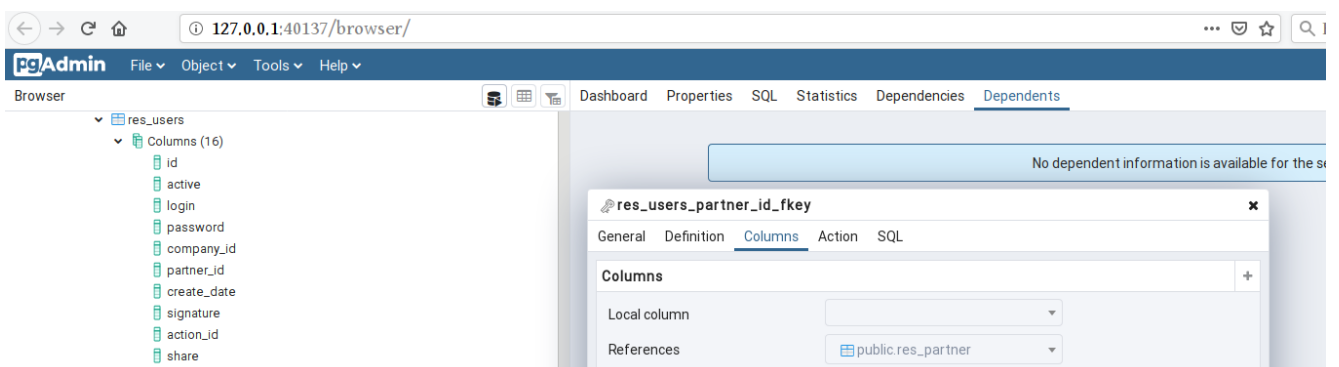 127.0.0.1:40137/browser/
pgAdmin File Object Tools Help
Browser Dashboard Properties SQL Statistics Dependencies Dependents
res_users
Columns (16)
id
active
login
password
company_id
partner_id
create_date
signature
action_id
share
No dependent information is available for the
res_users_partner_id_fkey
General Definition Columns Action SQL
Columns
Local column
References public.res_partner